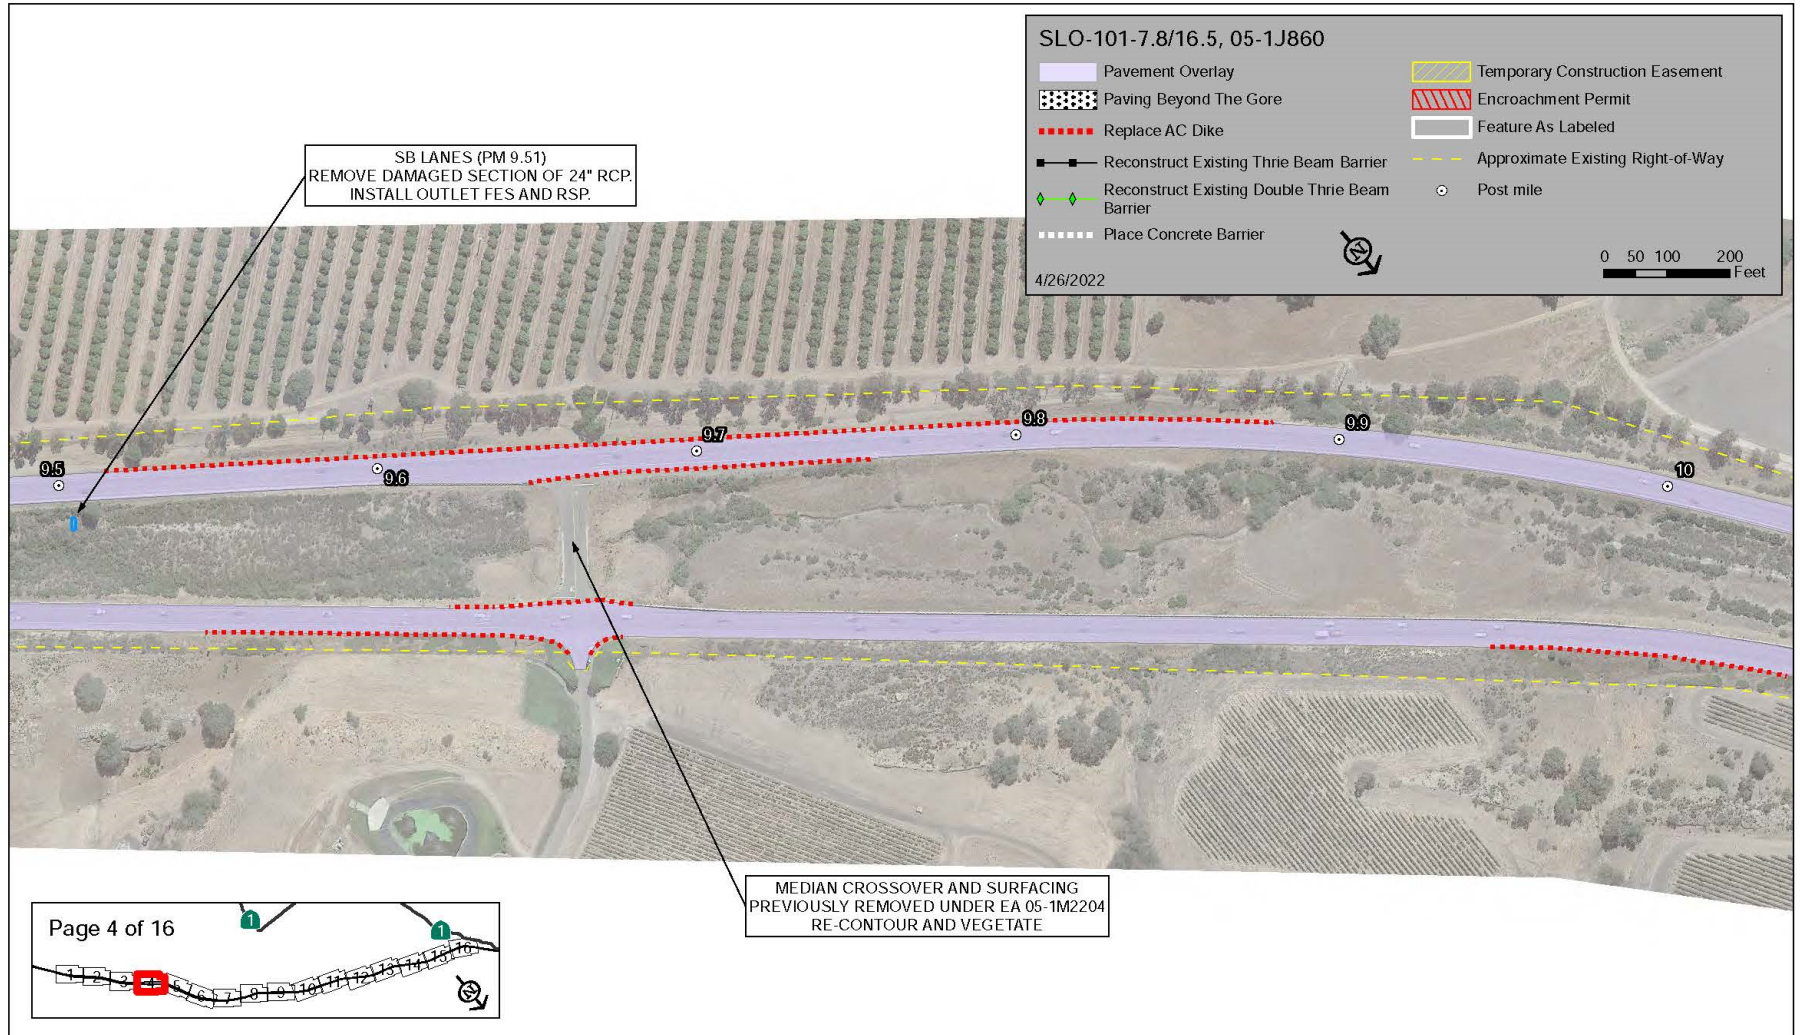 SLO-101-7.8/16.5, 05-1J860
Pavement Overlay
Paving Beyond The Gore
Replace AC Dike
Reconstruct Existing Thrie Beam Barrier
Reconstruct Existing Double Thrie Beam
Barrier
Place Concrete Barrier
Temporary Construction Easement
Encroachment Permit
Feature As Labeled
Approximate Existing Right-of-Way
Post mile
N
0 50 100 200
Feet
4/26/2022
SB LANES (PM 9.51)
REMOVE DAMAGED SECTION OF 24" RCP.
INSTALL OUTLET FES AND RSP.
9.5
9.6
9.7
9.8
9.9
10
MEDIAN CROSSOVER AND SURFACING
PREVIOUSLY REMOVED UNDER EA 05-1M2204
RE-CONTOUR AND VEGETATE
Page 4 of 16
1
1
1 2 3 4 5 6 7 8 9 10 11 12 13 14 15 16
N